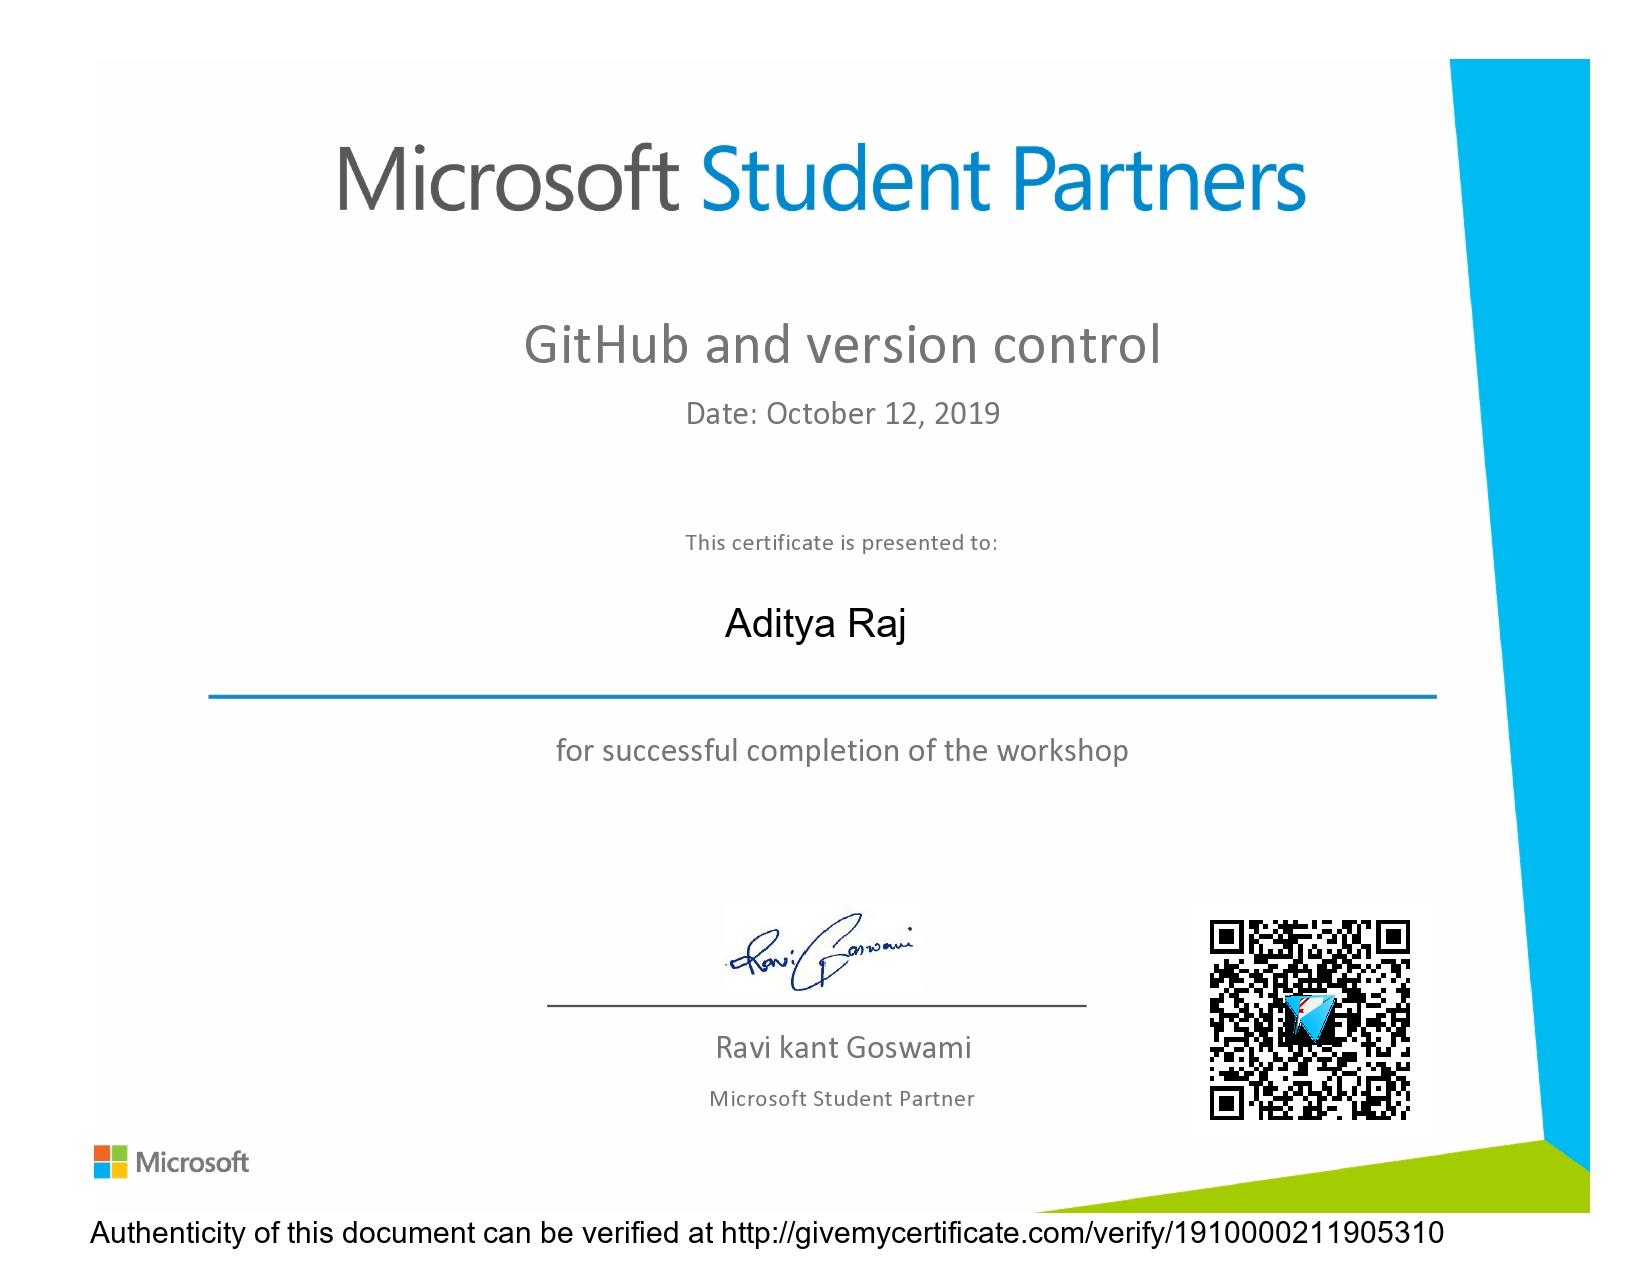 Microsoft Student Partners
GitHub and version control
Date: October 12, 2019
This certificate is presented to:
Aditya Raj
for successful completion of the workshop
Ravi Goswami
Ravi kant Goswami
Microsoft Student Partner
Microsoft
Authenticity of this document can be verified at http://givemycertificate.com/verify/1910000211905310